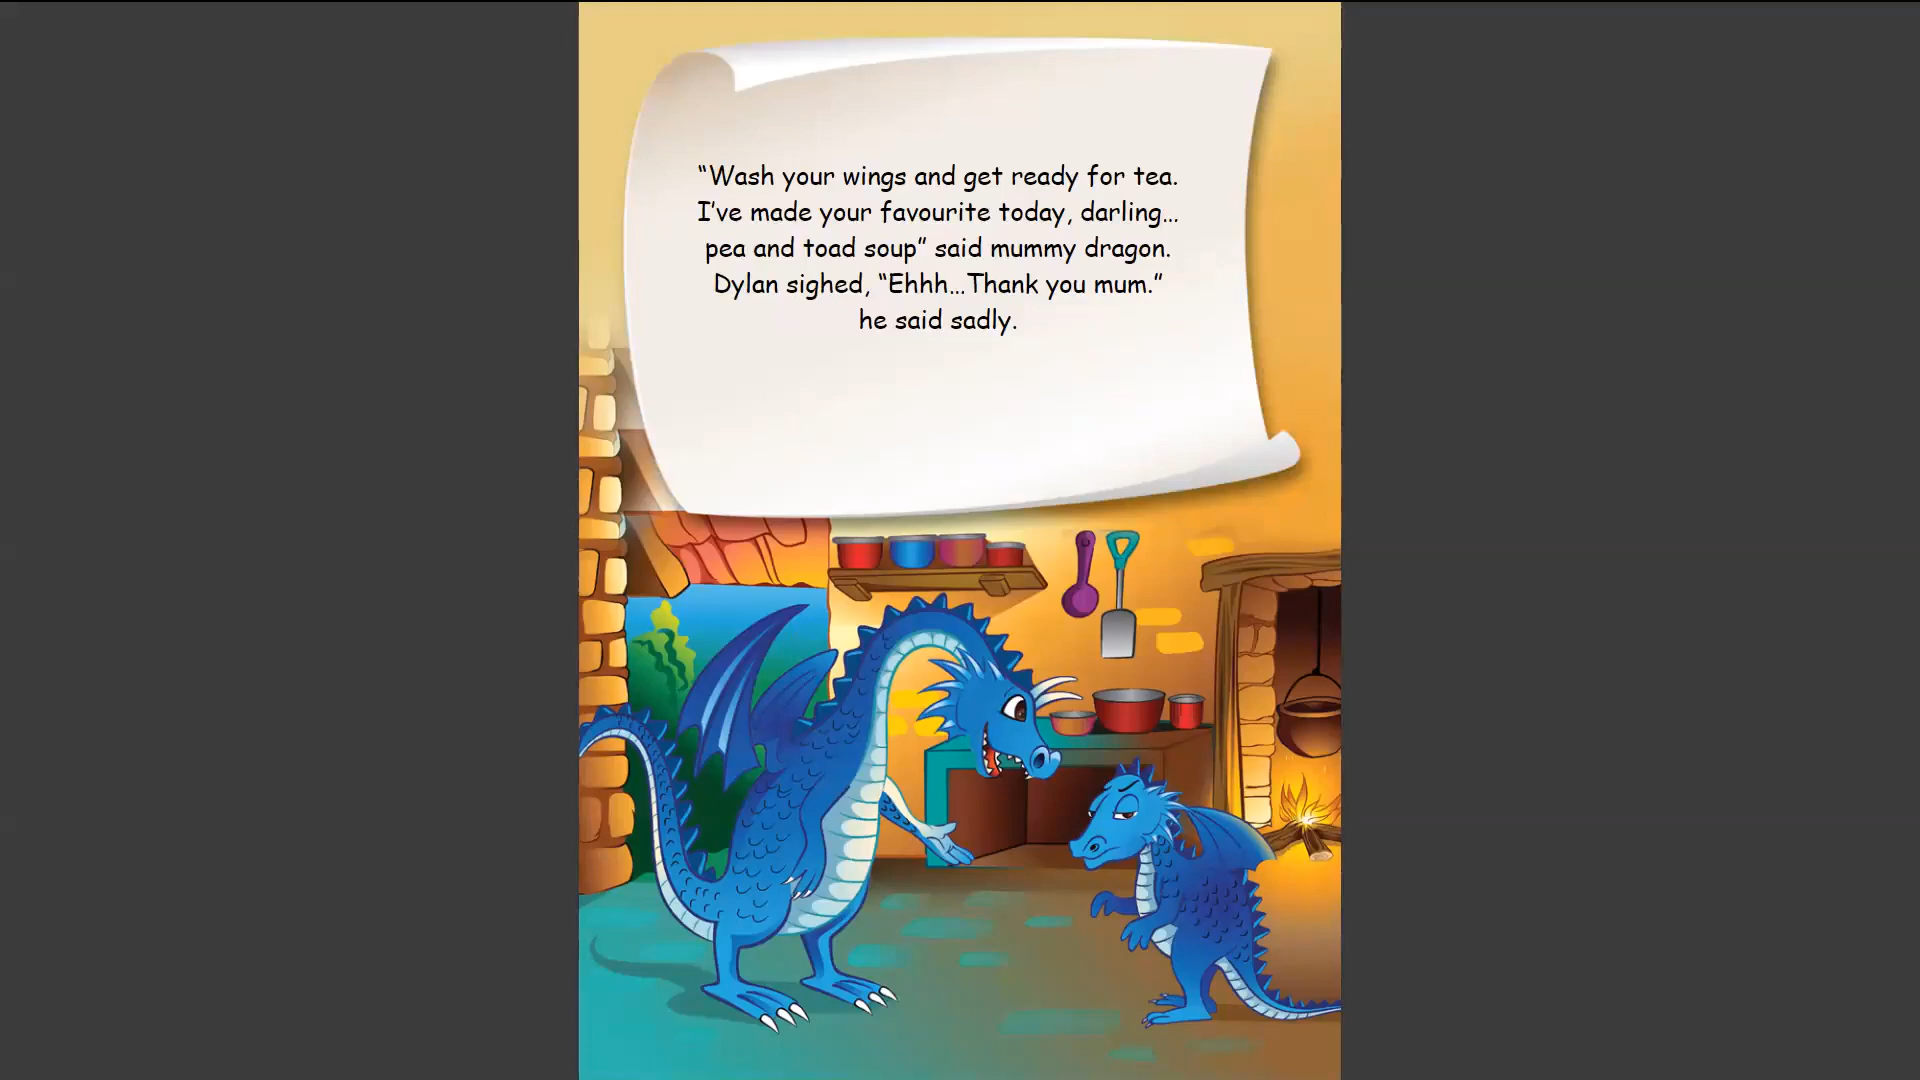 “Wash your wings and get ready for tea.
I’ve made your favourite today, darling…
pea and toad soup” said mummy dragon.
Dylan sighed, “Ehhh…Thank you mum.”
he said sadly.